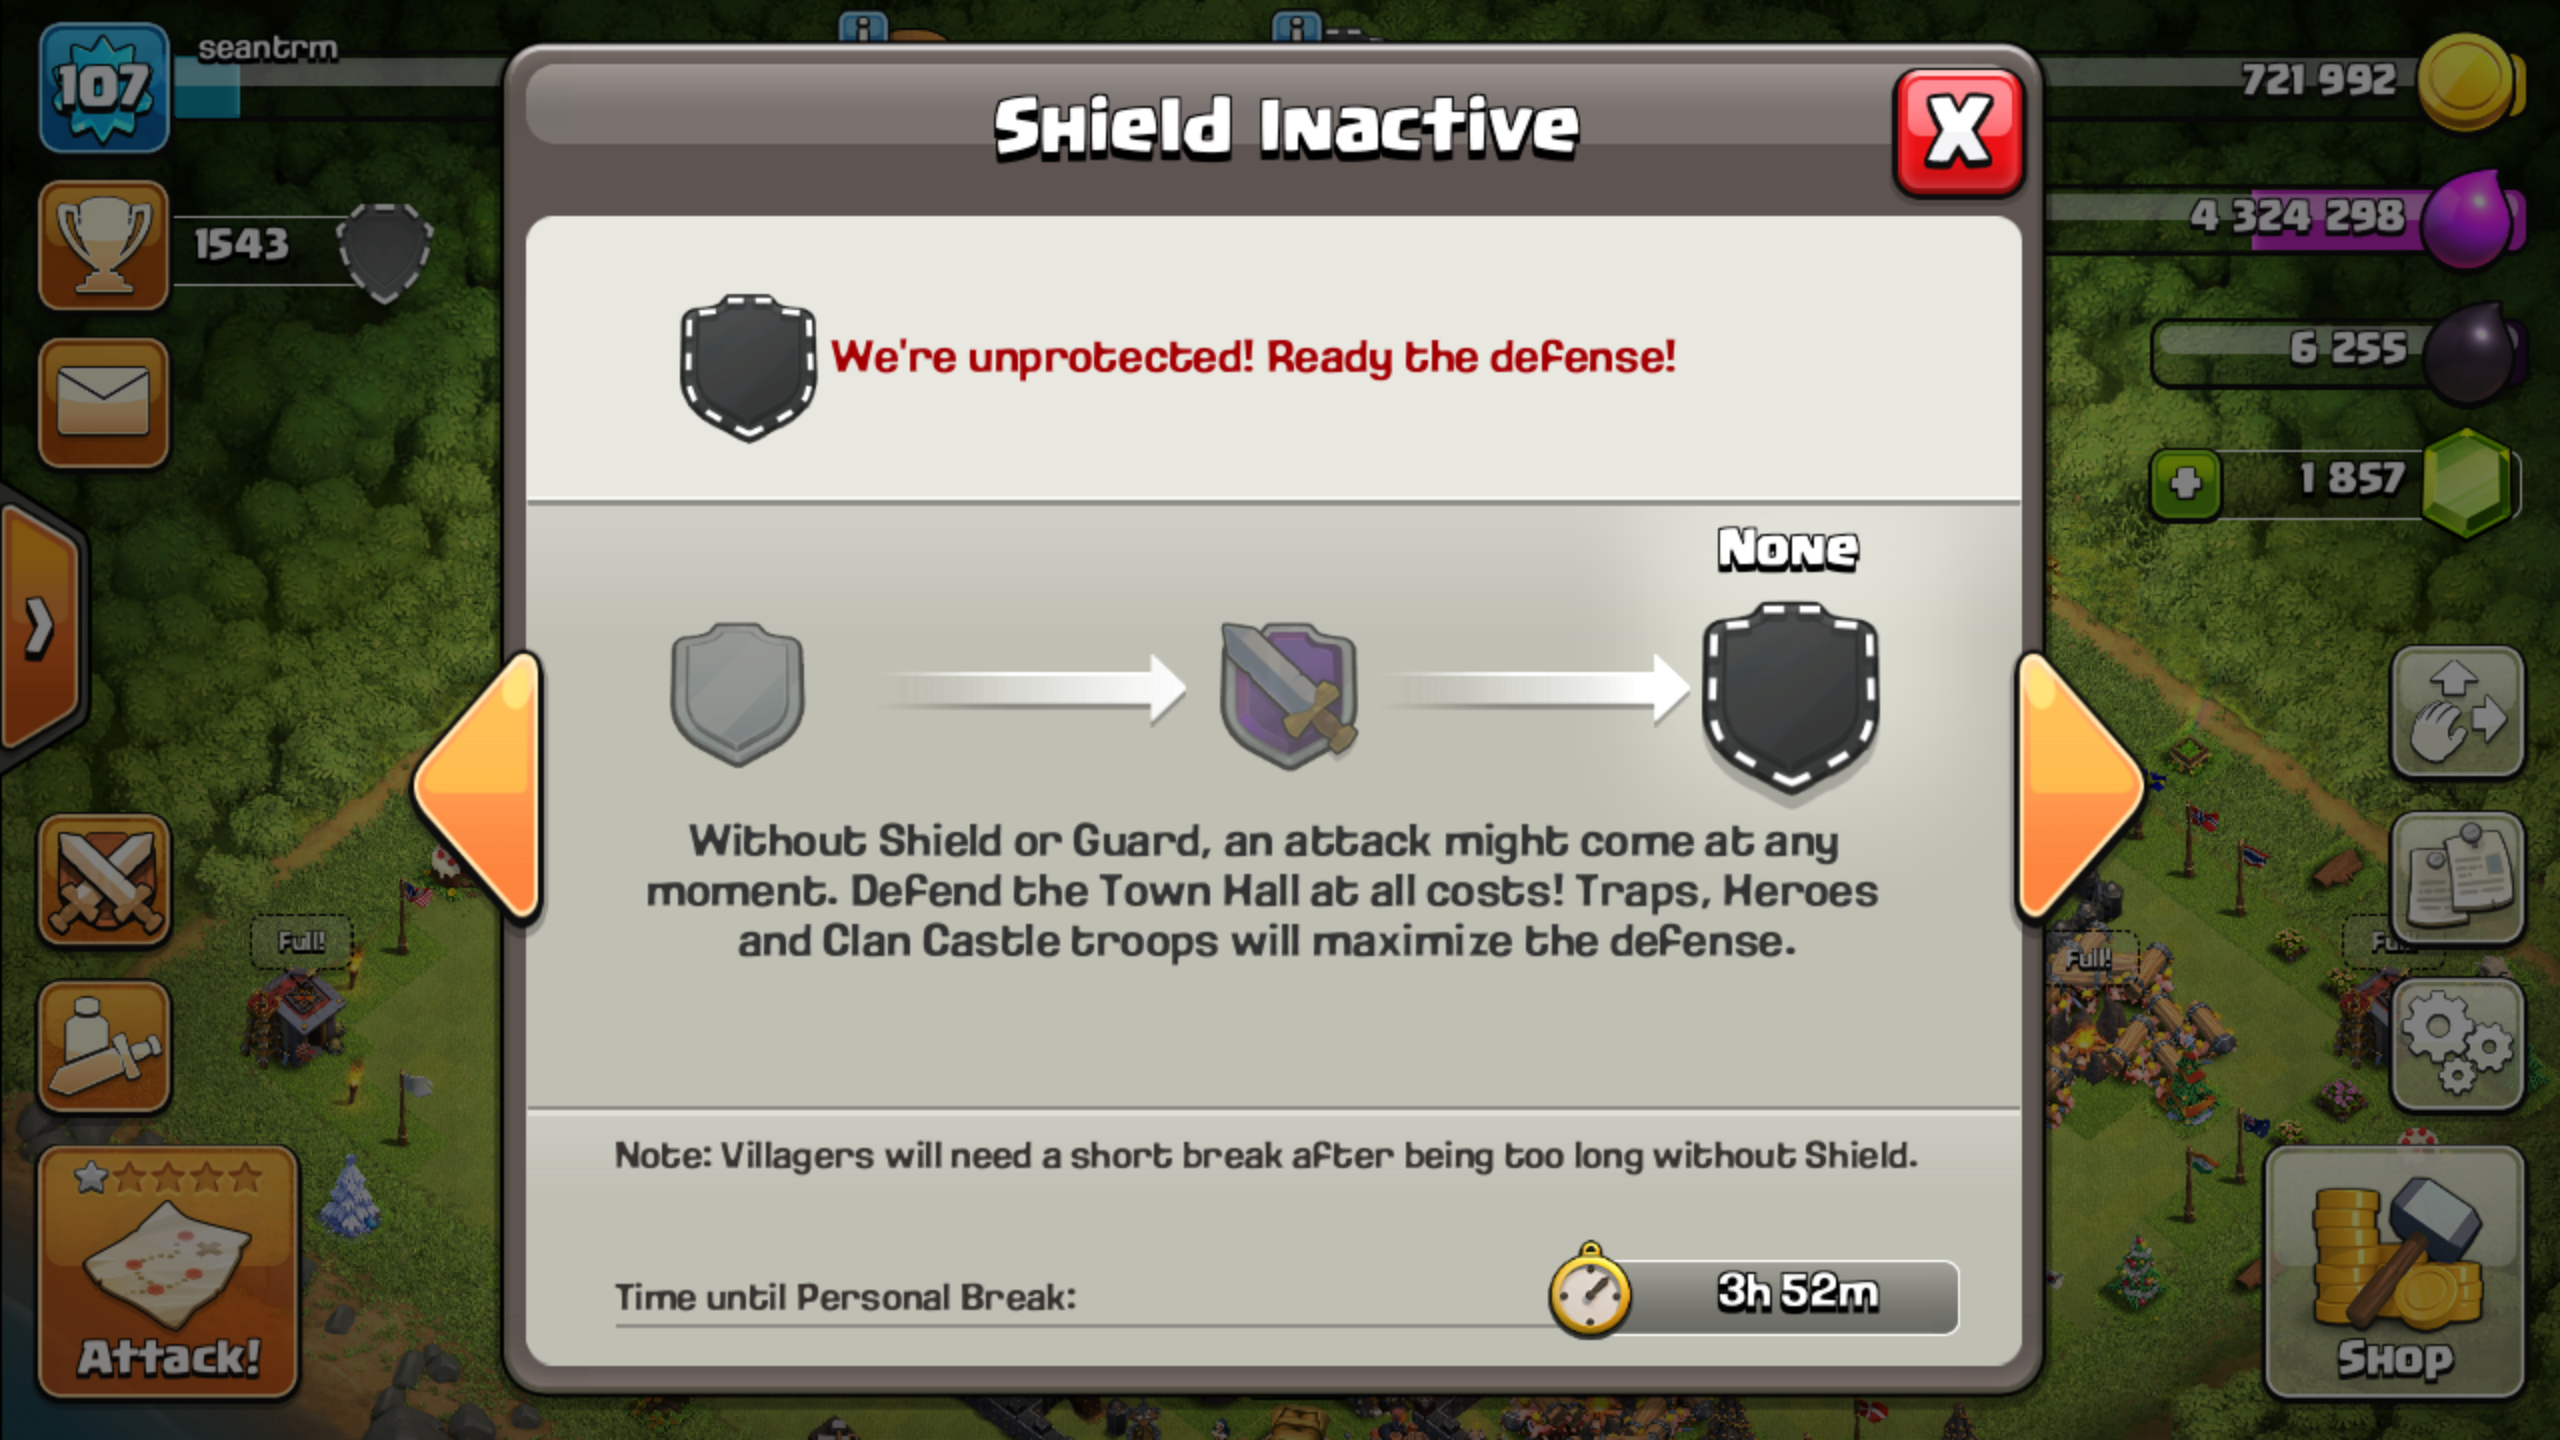 107
seantrm
1543
721 992
4 324 298
6 255
1 857
Shield Inactive
X
We're unprotected! Ready the defense!
None
Without Shield or Guard, an attack might come at any
moment. Defend the Town Hall at all costs! Traps, Heroes
and Clan Castle troops will maximize the defense.
Note: Villagers will need a short break after being too long without Shield.
Time until Personal Break:
3h 52m
Full!
Full!
Attack!
Shop